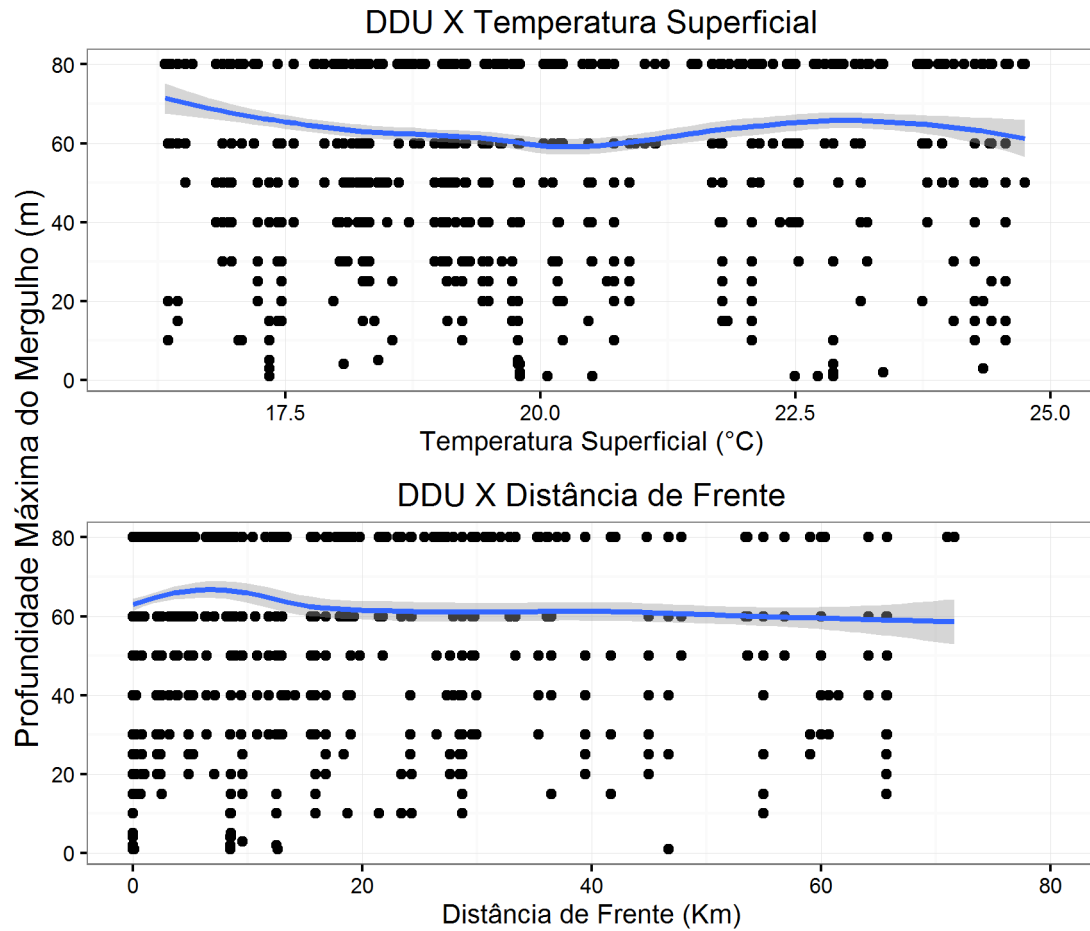 DDU X Temperatura Superficial
80
60
40
20
0
17.5 20.0 22.5 25.0
Temperatura Superficial (°C)
Profundidade Máxima do Mergulho (m)
DDU X Distância de Frente
80
60
40
20
0
0 20 40 60 80
Distância de Frente (Km)